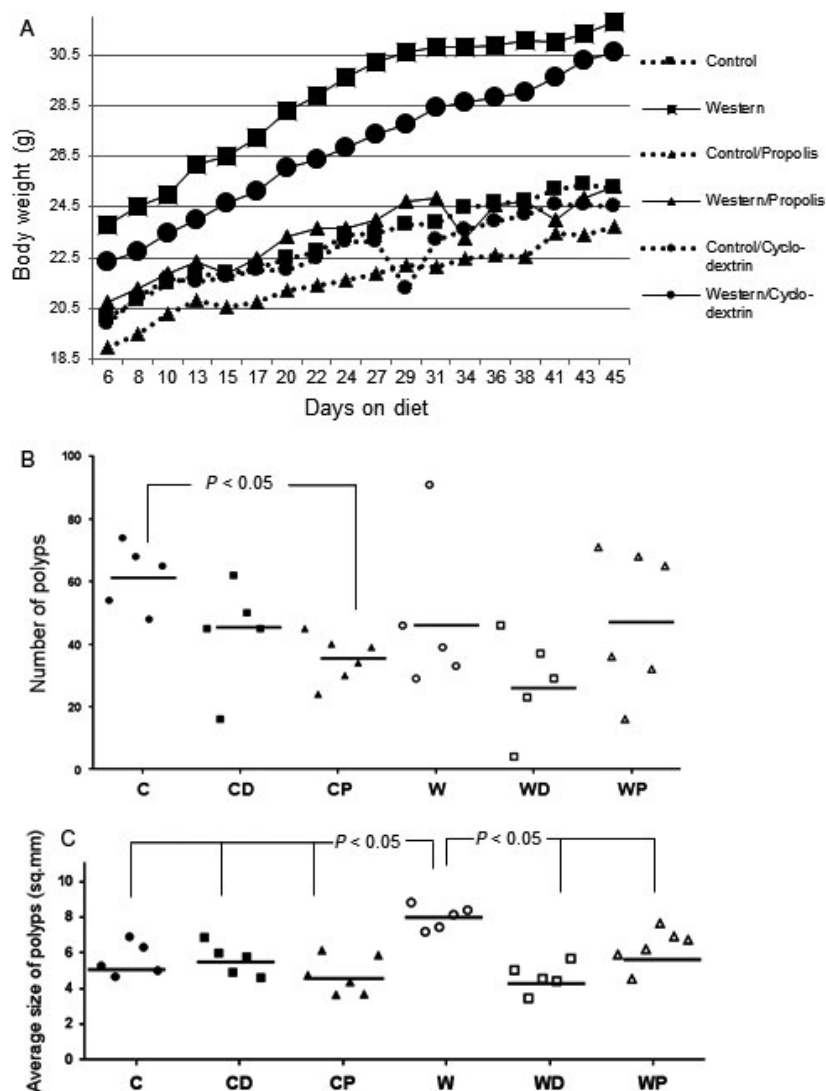 A
30.5
28.5
26.5
24.5
22.5
20.5
18.5
Body weight (g)
6 8 10 13 15 17 20 22 24 27 29 31 34 36 38 41 43 45
Days on diet
Control
Western
Control/Propolis
Western/Propolis
Control/Cyclo-
dextrin
Western/Cyclo-
dextrin
B
100
80
60
40
20
0
Number of polyps
P < 0.05
C CD CP W WD WP
C
10
8
6
4
2
0
Average size of polyps (sq.mm)
P < 0.05 P < 0.05
C CD CP W WD WP